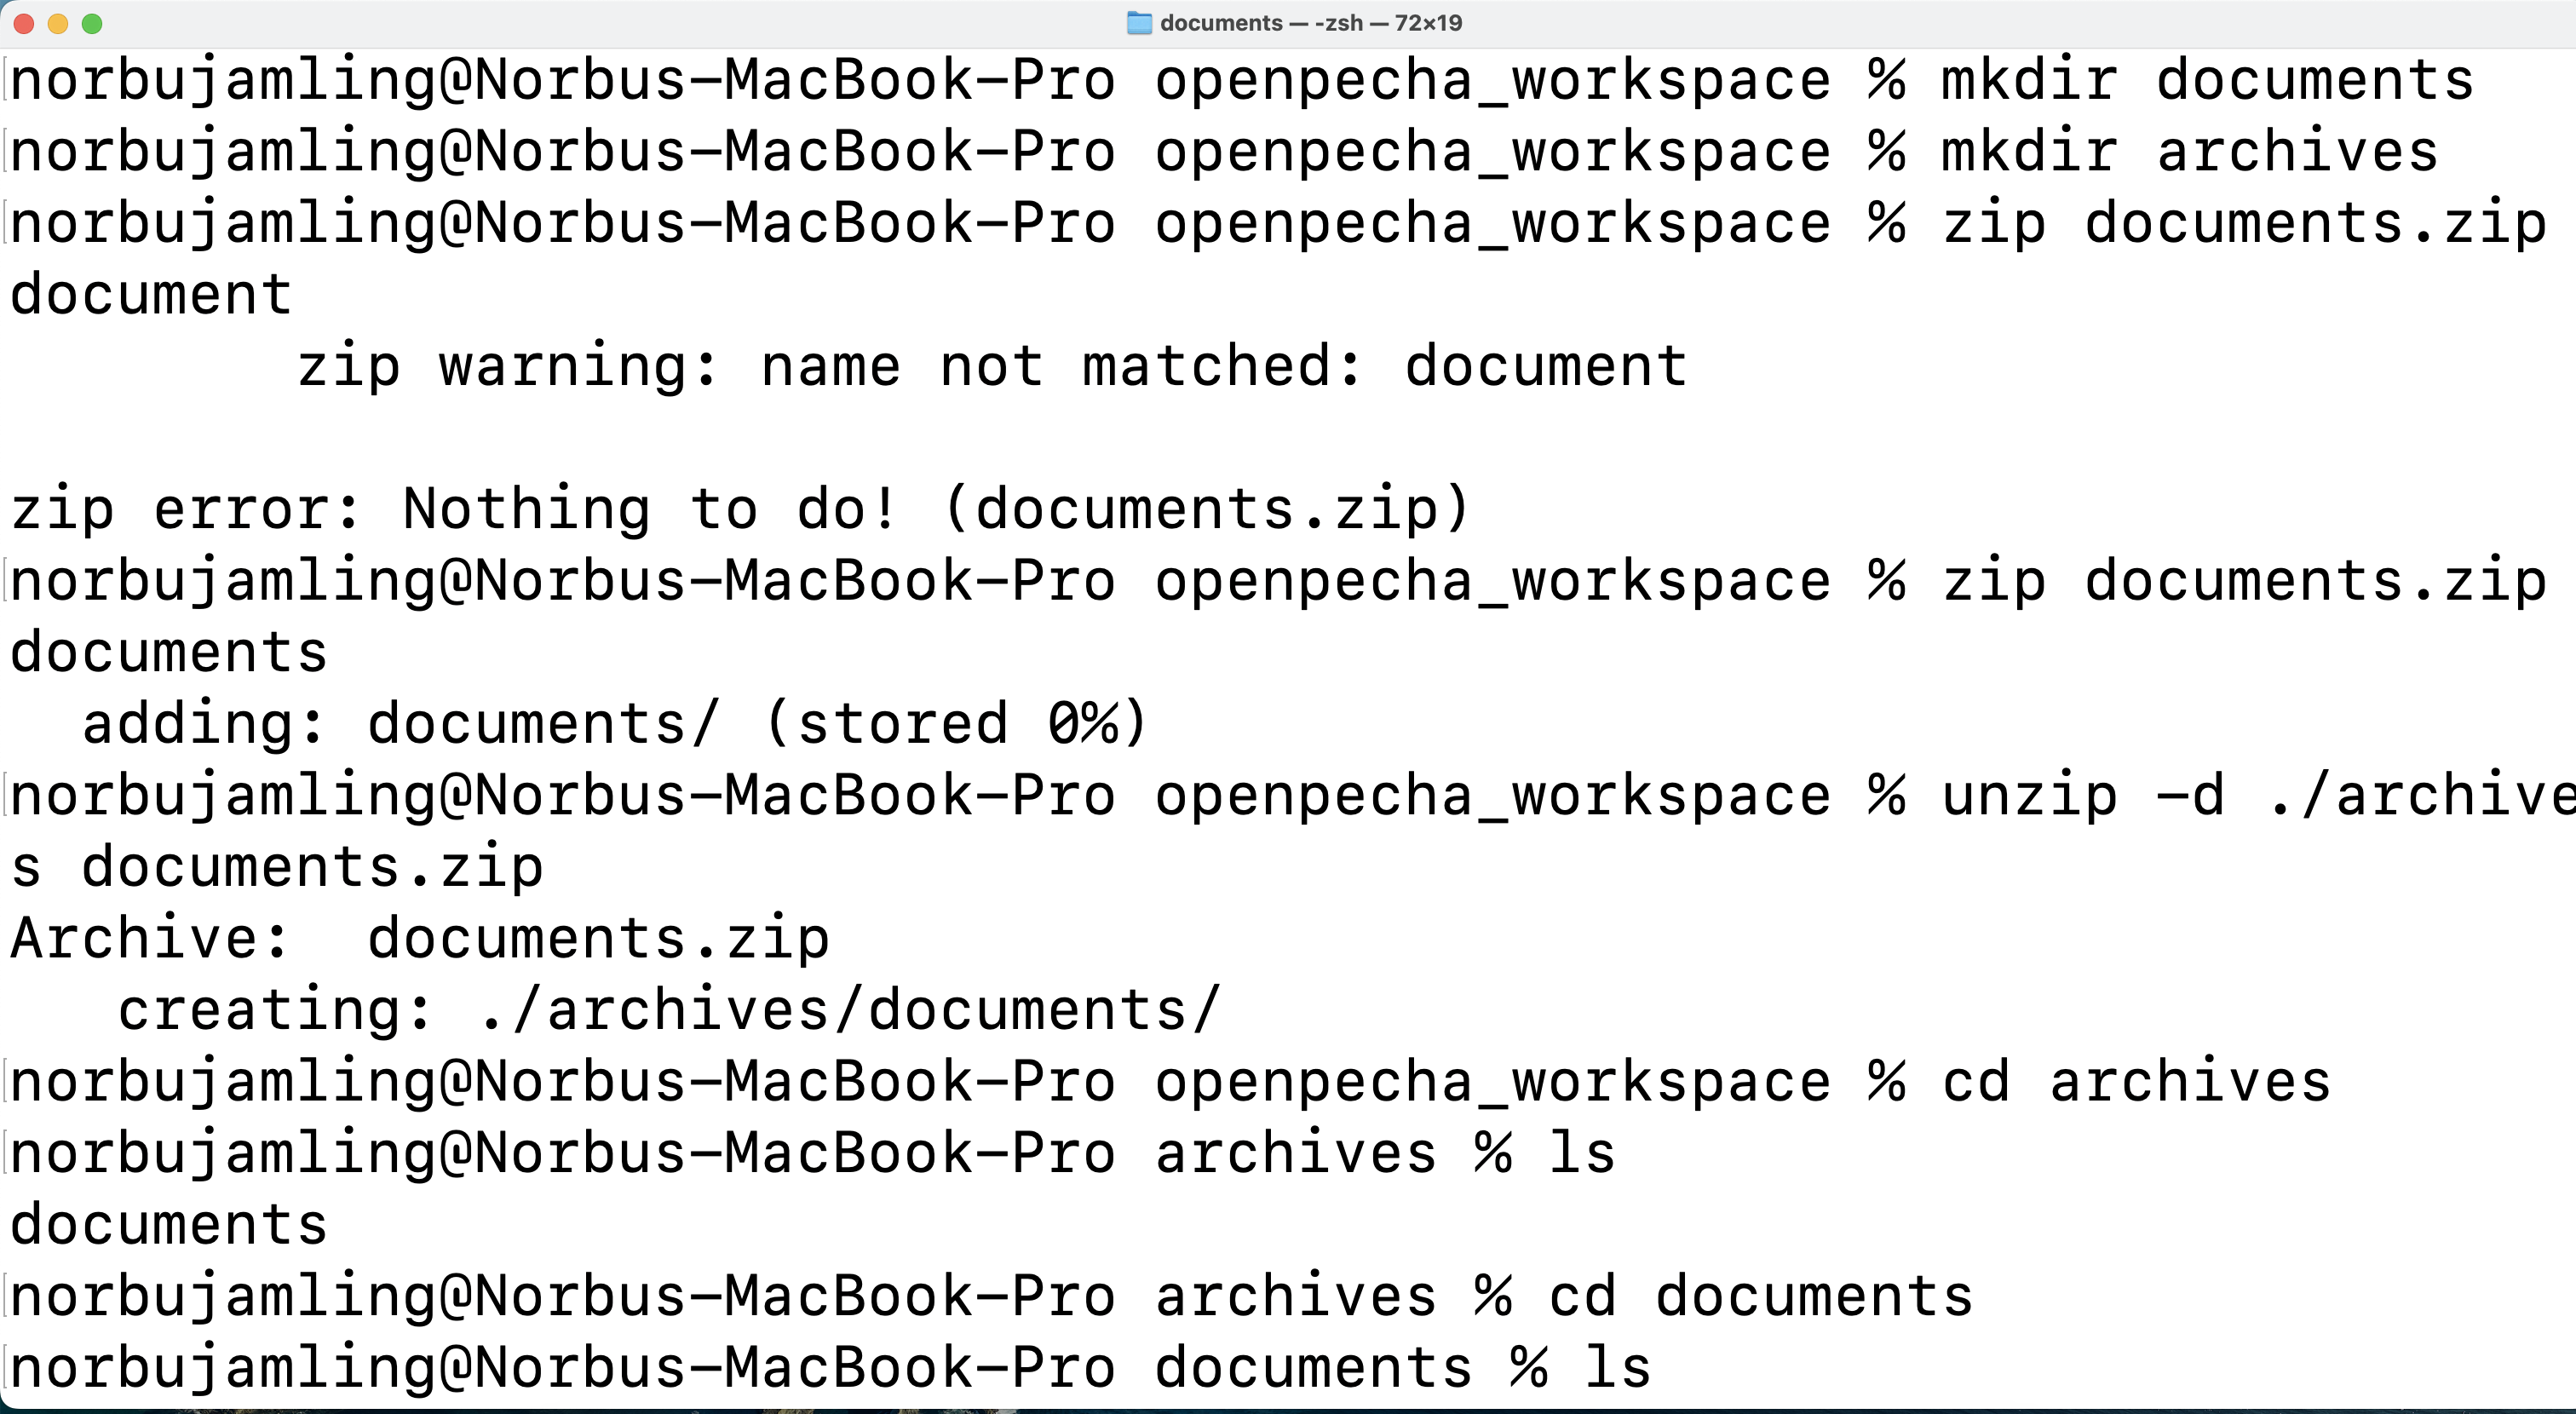 documents — -zsh — 72×19
norbujamling@Norbus-MacBook-Pro openpecha_workspace % mkdir documents
norbujamling@Norbus-MacBook-Pro openpecha_workspace % mkdir archives
norbujamling@Norbus-MacBook-Pro openpecha_workspace % zip documents.zip
document
        zip warning: name not matched: document

zip error: Nothing to do! (documents.zip)
norbujamling@Norbus-MacBook-Pro openpecha_workspace % zip documents.zip
documents
  adding: documents/ (stored 0%)
norbujamling@Norbus-MacBook-Pro openpecha_workspace % unzip -d ./archive
s documents.zip
Archive:  documents.zip
   creating: ./archives/documents/
norbujamling@Norbus-MacBook-Pro openpecha_workspace % cd archives
norbujamling@Norbus-MacBook-Pro archives % ls
documents
norbujamling@Norbus-MacBook-Pro archives % cd documents
norbujamling@Norbus-MacBook-Pro documents % ls